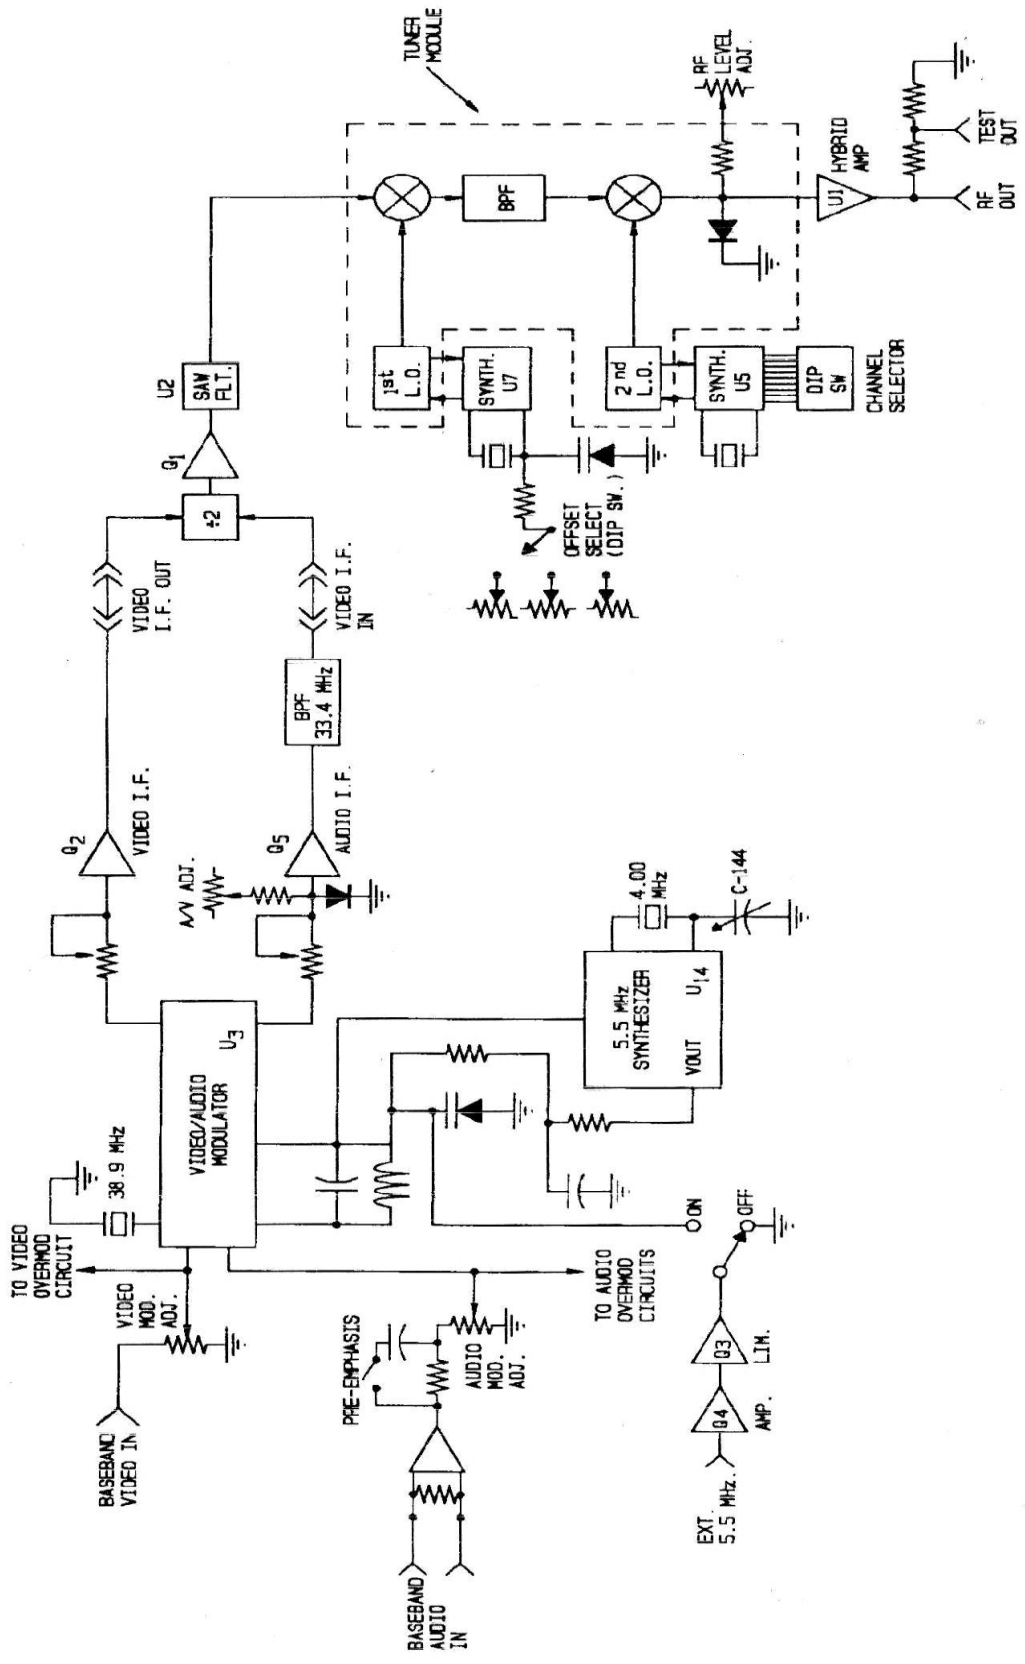 TO VIDEO
OVERMOD
CIRCUIT
38.9 MHz
BASEBAND
VIDEO IN
VIDEO
MOD.
ADJ.
VIDEO/AUDIO
MODULATOR
U3
Q2
VIDEO I.F.
VIDEO
I.F. OUT
A/V ADJ.
Q5
AUDIO I.F.
BPF
33.4 MHz
VIDEO I.F.
IN
÷2
Q1
U2
SAW
FLT.
TUNER
MODULE
BASEBAND
AUDIO
IN
PRE-EMPHASIS
AUDIO
MOD.
ADJ.
TO AUDIO
OVERMOD
CIRCUITS
5.5 MHz
SYNTHESIZER
VOUT
U14
4.00
MHz
C-144
EXT.
5.5 MHz.
Q4
AMP.
Q3
LIM.
ON
OFF
1st
L.O.
SYNTH.
U7
BPF
OFFSET
SELECT
(DIP SW.)
2nd
L.O.
SYNTH.
U5
DIP
SW
CHANNEL
SELECTOR
RF
LEVEL
ADJ.
U1
HYBRID
AMP
TEST
OUT
RF
OUT